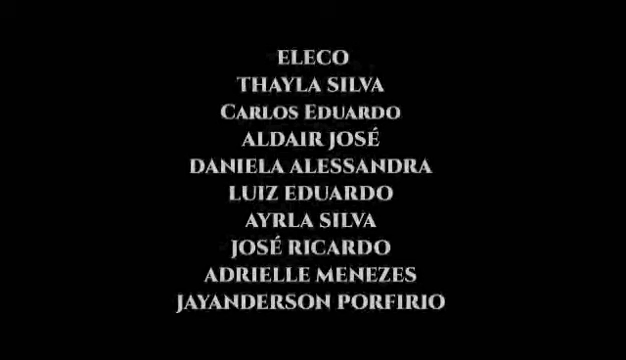 ELECO
THAYLA SILVA
Carlos Eduardo
ALDAIR JOSÉ
DANIELA ALESSANDRA
LUIZ EDUARDO
AYRLA SILVA
JOSÉ RICARDO
ADRIELLE MENEZES
JAYANDERSON PORFIRIO